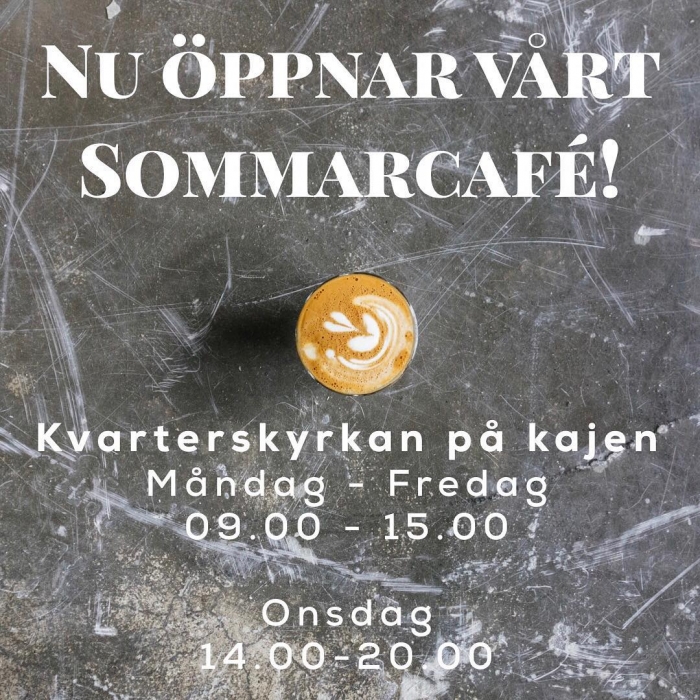 Nu öppnar vårt
Sommarcafé!
Kvarterskyrkan på kajen
Måndag - Fredag
09.00 - 15.00
Onsdag
14.00-20.00